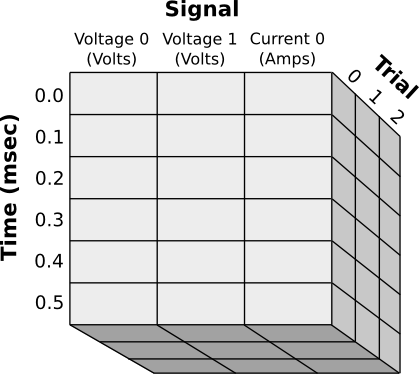 Signal
Voltage 0 Voltage 1 Current 0
(Volts) (Volts) (Amps)
Trial
0 1 2
Time (msec)
0.0
0.1
0.2
0.3
0.4
0.5